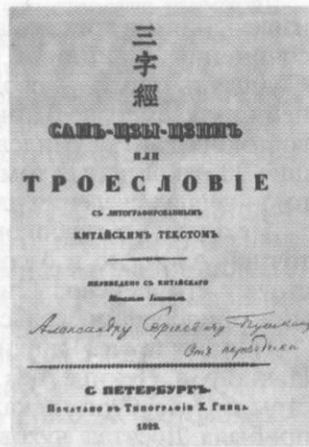 三
字
經
САНЬ-ЦЗЫ-ЦЗИНЪ
ИЛИ
ТРОЕСЛОВІЕ
СЪ ЛИТОГРАФИРОВАННЫМЪ
КИТАЙСКИМЪ ТЕКСТОМЪ
ПЕРЕВЕДЕНО СЪ КИТАЙСКАГО
Александру Сергеевичу Пушкину
Отъ переводчика
С. ПЕТЕРБУРГЪ.
ПЕЧАТАНО ВЪ ТИПОГРАФІИ Х. ГИНЦА.
1829.